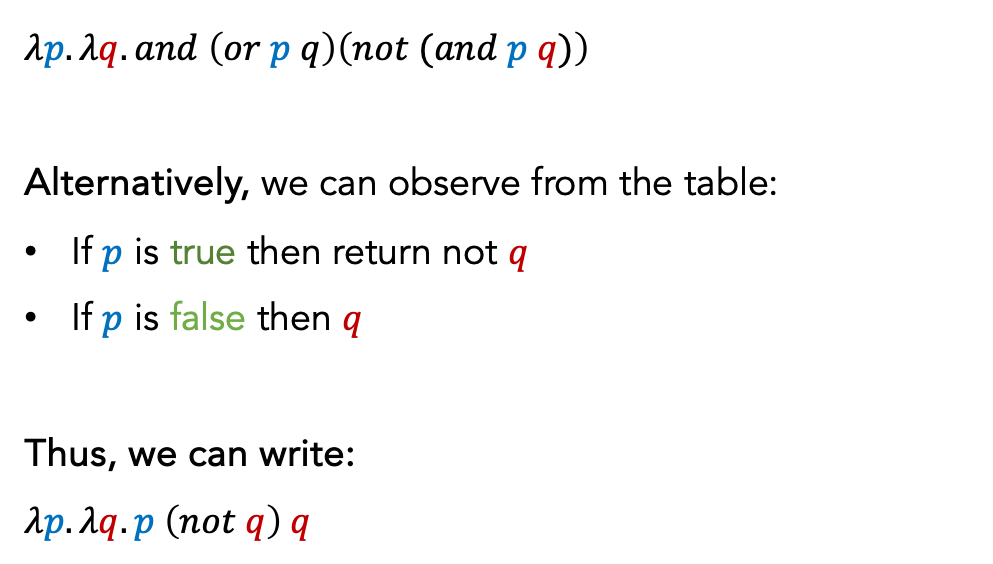 λp. λq. and (or p q)(not (and p q))
Alternatively, we can observe from the table:
• If p is true then return not q
• If p is false then q
Thus, we can write:
λp. λq. p (not q) q